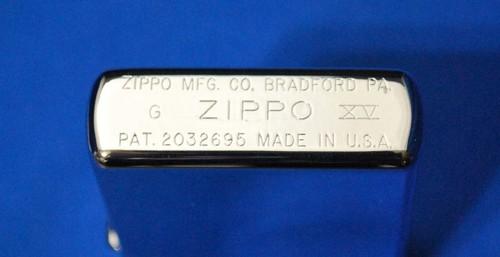 ZIPPO MFG. CO. BRADFORD PA.
G ZIPPO XV
PAT. 2032695 MADE IN U.S.A.